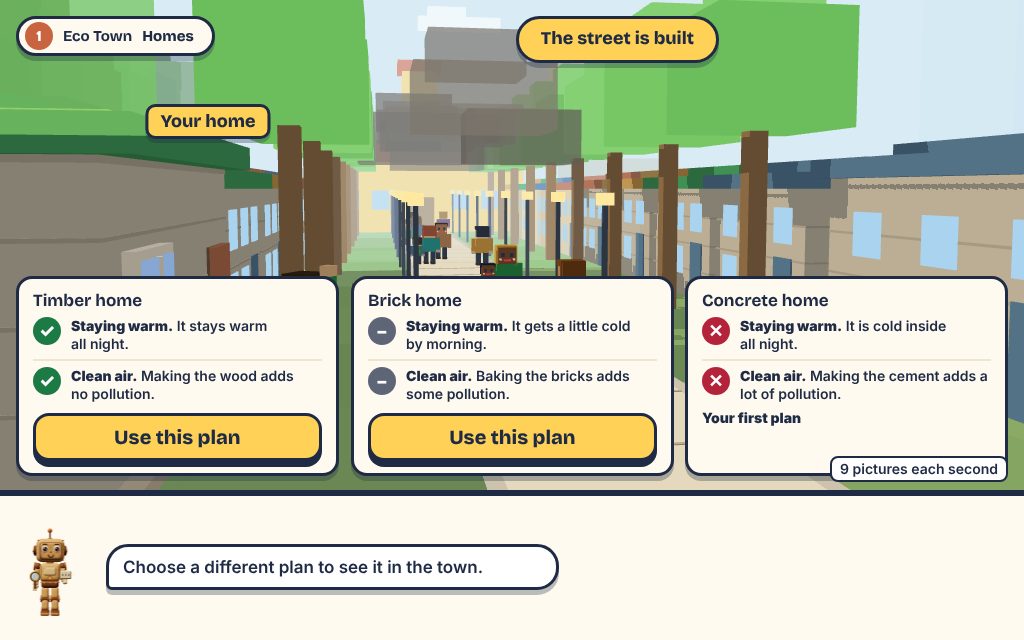 1 Eco Town Homes
The street is built
Your home
Timber home
Staying warm. It stays warm
all night.
Clean air. Making the wood adds
no pollution.
Use this plan
Brick home
Staying warm. It gets a little cold
by morning.
Clean air. Baking the bricks adds
some pollution.
Use this plan
Concrete home
Staying warm. It is cold inside
all night.
Clean air. Making the cement adds a
lot of pollution.
Your first plan
9 pictures each second
Choose a different plan to see it in the town.